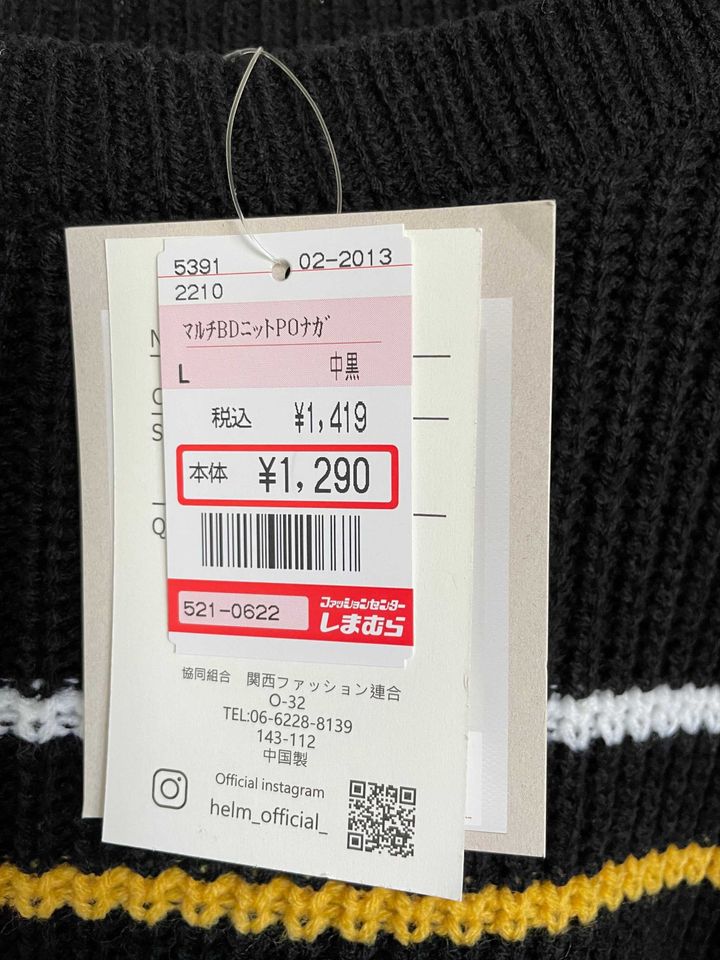 5391 02-2013
2210
マルチBDニットPOナガ
L 中黒
税込 ¥1,419
本体 ¥1,290
521-0622
ファッションセンター
しまむら
N
C
S
Q
協同組合 関西ファッション連合
O-32
TEL:06-6228-8139
143-112
中国製
Official instagram
helm_official_